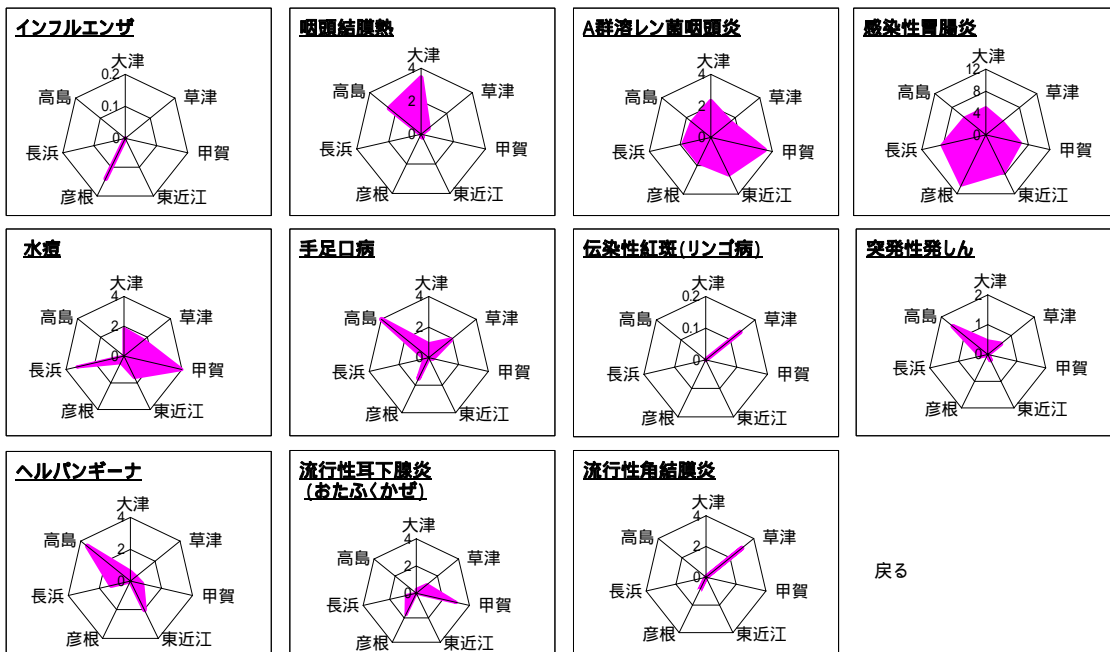 インフルエンザ
大津
0.2
高島
草津
0.1
0
長浜
甲賀
彦根
東近江
咽頭結膜熱
大津
4
高島
草津
2
0
長浜
甲賀
彦根
東近江
A群溶レン菌咽頭炎
大津
4
高島
草津
2
0
長浜
甲賀
彦根
東近江
感染性胃腸炎
大津
12
8
高島
草津
4
0
長浜
甲賀
彦根
東近江
水痘
大津
4
高島
草津
2
0
長浜
甲賀
彦根
東近江
手足口病
大津
4
高島
草津
2
0
長浜
甲賀
彦根
東近江
伝染性紅斑(リンゴ病)
大津
0.2
高島
草津
0.1
0
長浜
甲賀
彦根
東近江
突発性発しん
大津
2
高島
草津
1
0
長浜
甲賀
彦根
東近江
ヘルパンギーナ
大津
4
高島
草津
2
0
長浜
甲賀
彦根
東近江
流行性耳下腺炎
(おたふくかぜ)
大津
4
高島
草津
2
0
長浜
甲賀
彦根
東近江
流行性角結膜炎
大津
4
高島
草津
2
0
長浜
甲賀
彦根
東近江
戻る